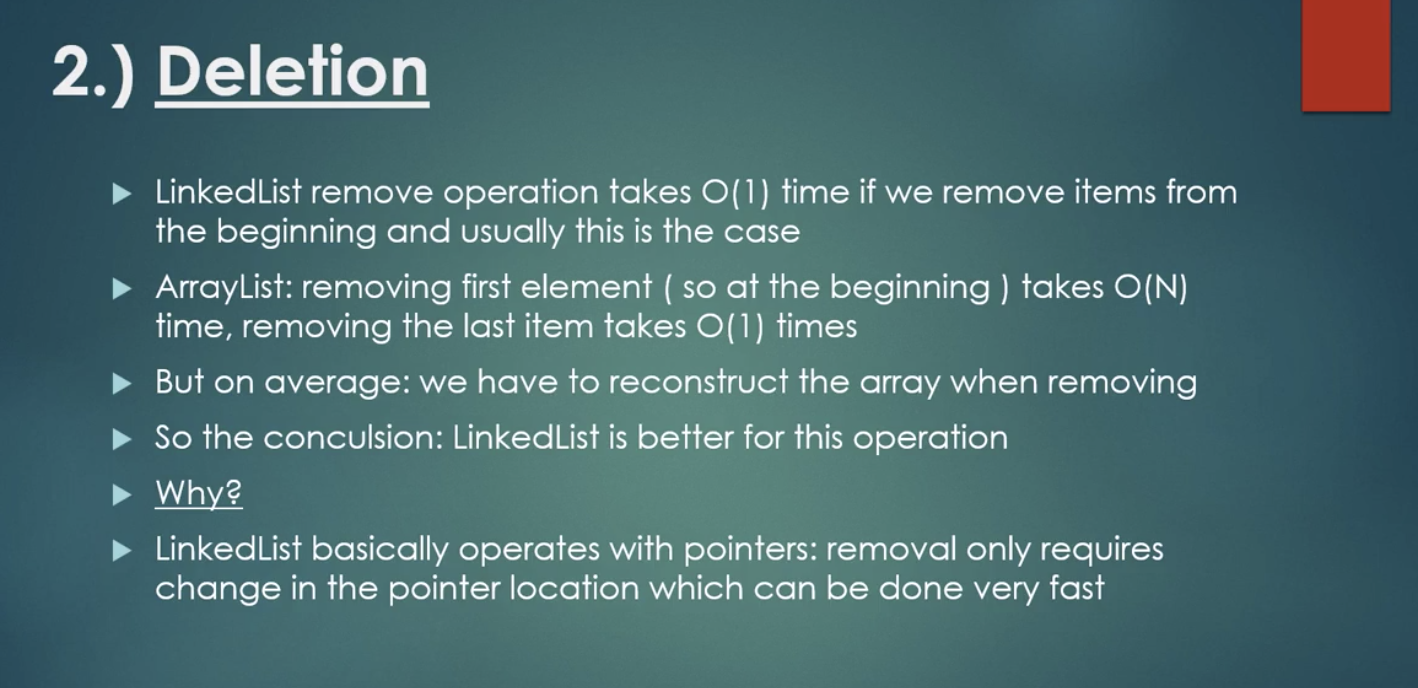 2.) Deletion
LinkedList remove operation takes O(1) time if we remove items from
the beginning and usually this is the case
ArrayList: removing first element ( so at the beginning ) takes O(N)
time, removing the last item takes O(1) times
But on average: we have to reconstruct the array when removing
So the conculsion: LinkedList is better for this operation
Why?
LinkedList basically operates with pointers: removal only requires
change in the pointer location which can be done very fast